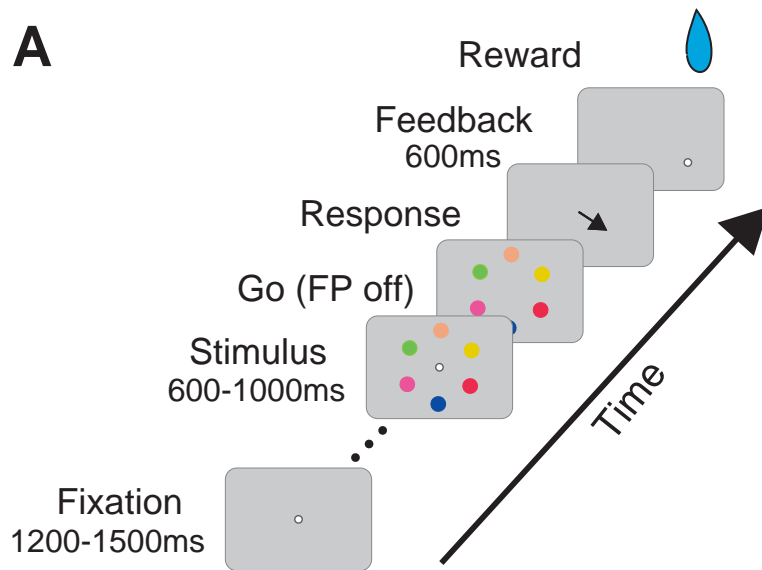 A
Reward
Feedback
600ms
Response
Go (FP off)
Stimulus
600-1000ms
Time
Fixation
1200-1500ms